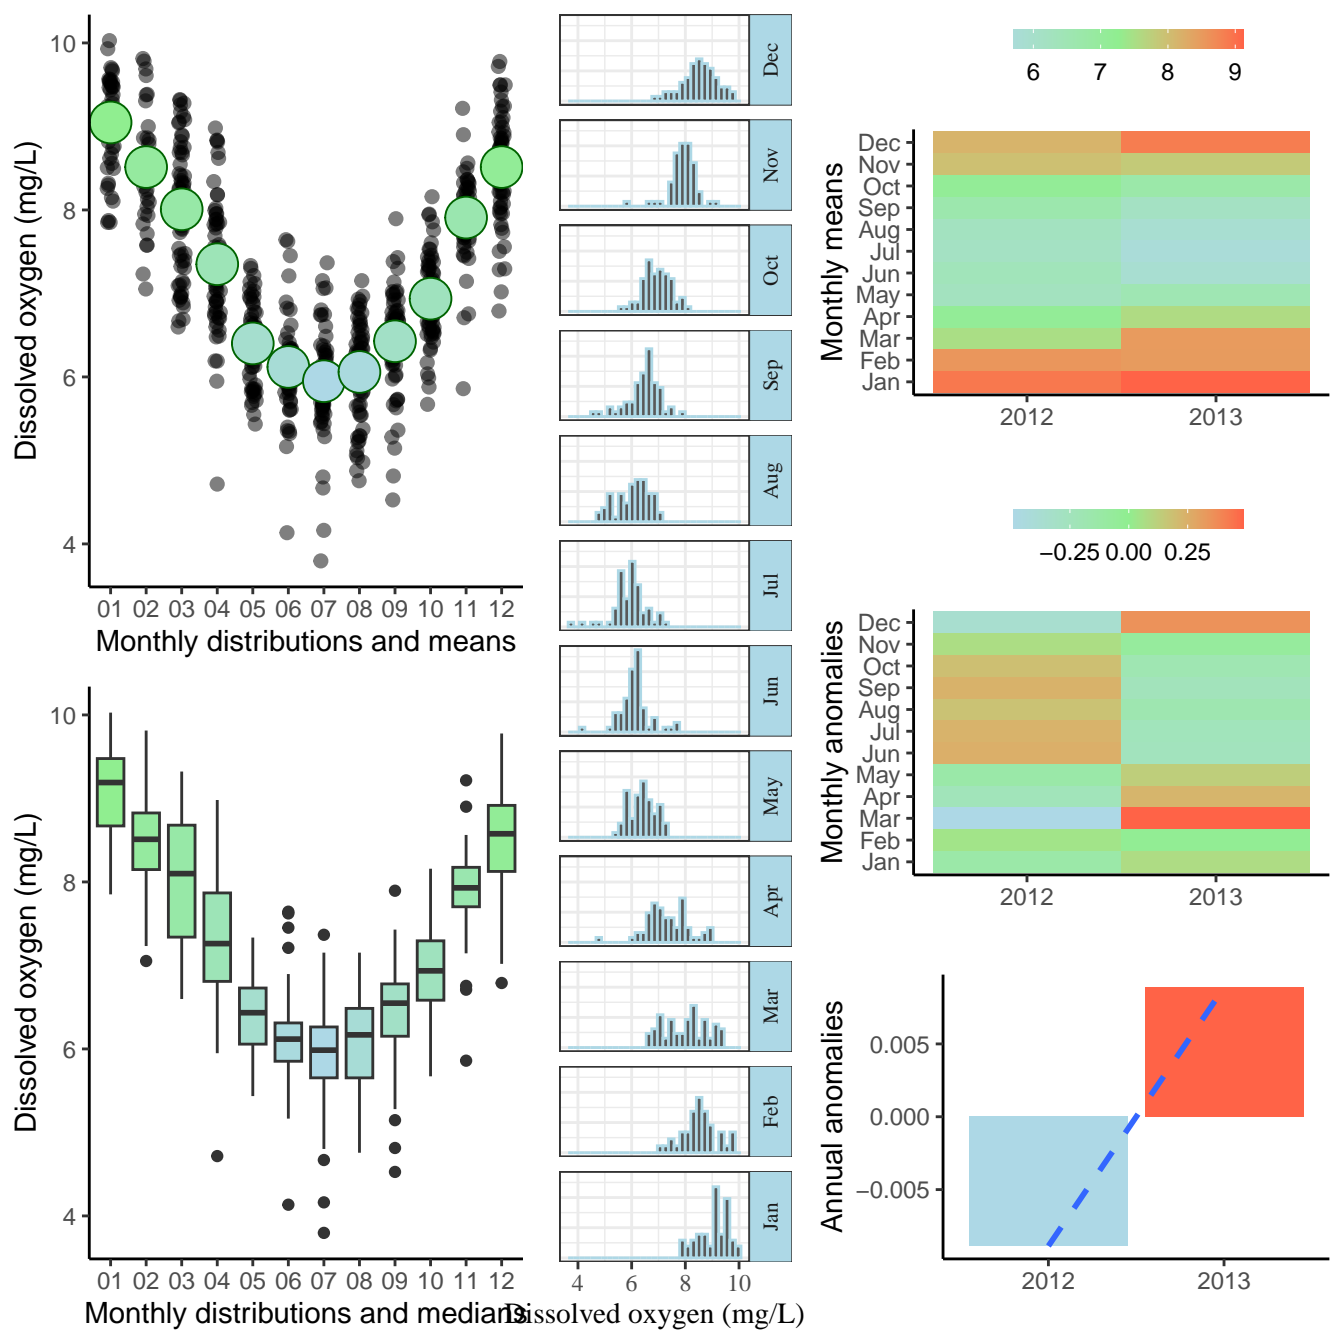 Dissolved oxygen (mg/L)
10
8
6
4
01 02 03 04 05 06 07 08 09 10 11 12
Monthly distributions and means
Dissolved oxygen (mg/L)
10
8
6
4
01 02 03 04 05 06 07 08 09 10 11 12
Monthly distributions and medians
Dec
Nov
Oct
Sep
Aug
Jul
Jun
May
Apr
Mar
Feb
Jan
4 6 8 10
Dissolved oxygen (mg/L)
6 7 8 9
Monthly means
Dec
Nov
Oct
Sep
Aug
Jul
Jun
May
Apr
Mar
Feb
Jan
2012 2013
−0.25 0.00 0.25
Monthly anomalies
Dec
Nov
Oct
Sep
Aug
Jul
Jun
May
Apr
Mar
Feb
Jan
2012 2013
Annual anomalies
0.005
0.000
−0.005
2012 2013